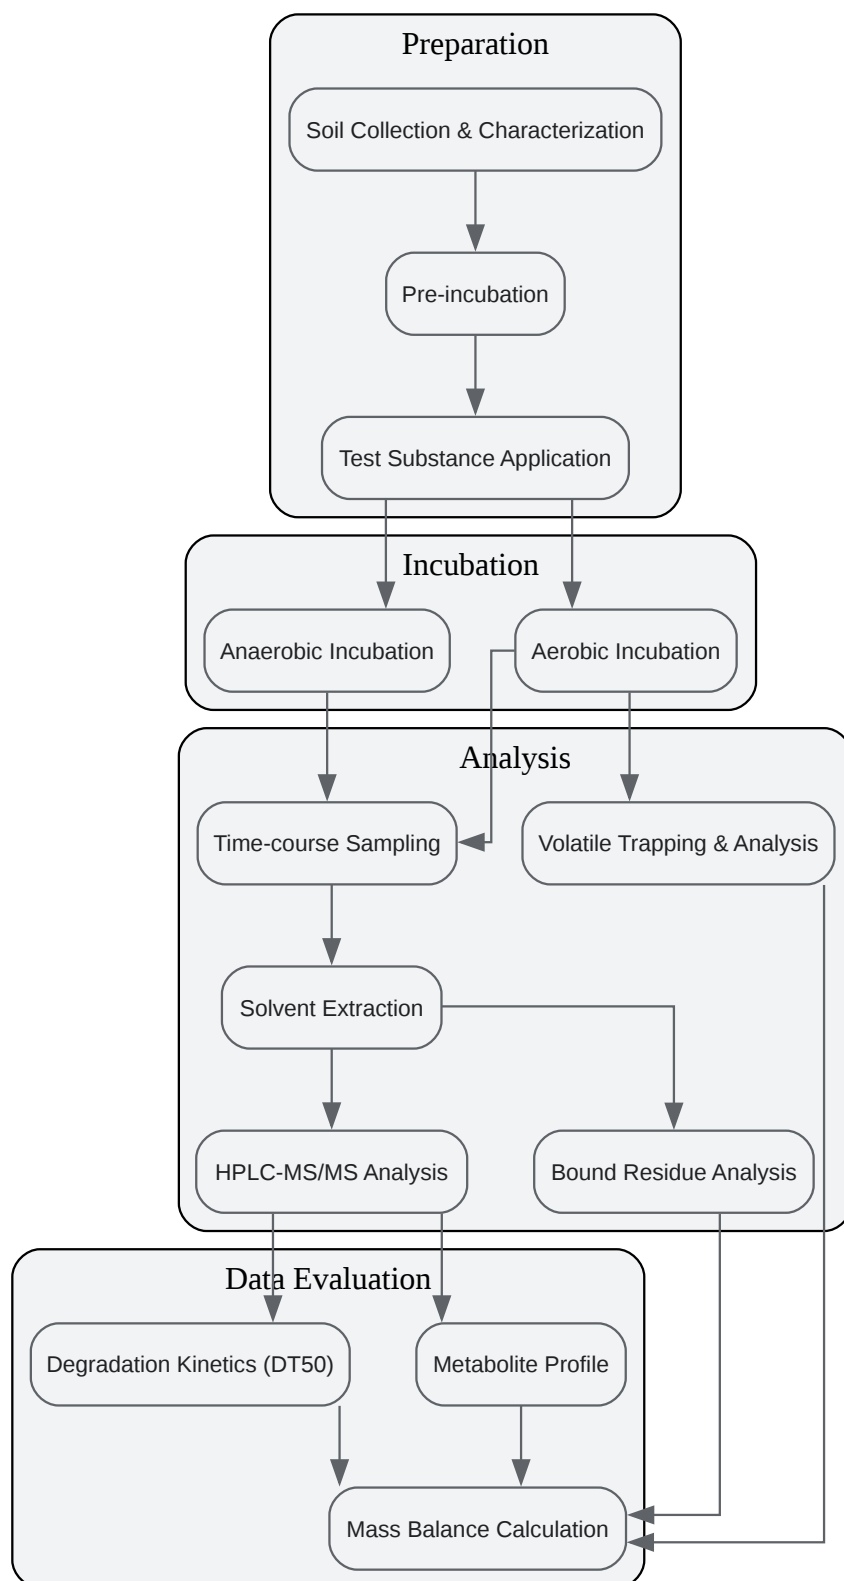 Preparation
Soil Collection & Characterization
Pre-incubation
Test Substance Application
Incubation
Anaerobic Incubation
Aerobic Incubation
Analysis
Time-course Sampling
Volatile Trapping & Analysis
Solvent Extraction
HPLC-MS/MS Analysis
Bound Residue Analysis
Data Evaluation
Degradation Kinetics (DT50)
Metabolite Profile
Mass Balance Calculation